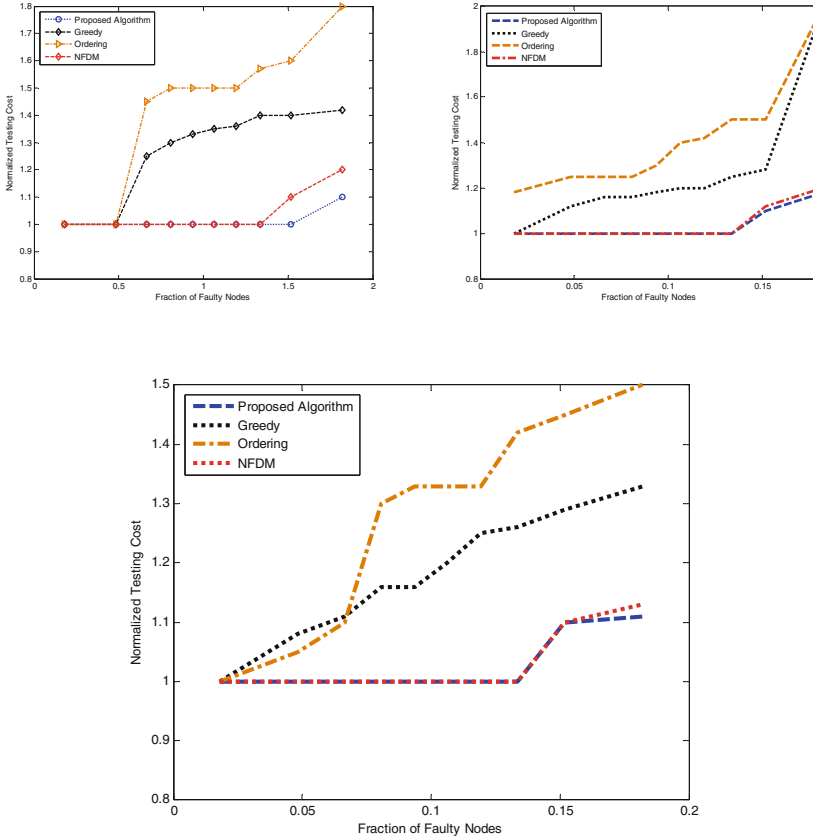 1.8
1.7
1.6
1.5
1.4
1.3
1.2
1.1
1
0.9
0.8
Normalized Testing Cost
Proposed Algorithm
Greedy
Ordering
NFDM
0
0.5
1
1.5
2
Fraction of Faulty Nodes
2
1.8
1.6
1.4
1.2
1
0.8
Normalized Testing Cost
Proposed Algorithm
Greedy
Ordering
NFDM
0
0.05
0.1
0.15
Fraction of Faulty Nodes
1.5
1.4
1.3
1.2
1.1
1
0.9
0.8
Normalized Testing Cost
Proposed Algorithm
Greedy
Ordering
NFDM
0
0.05
0.1
0.15
0.2
Fraction of Faulty Nodes